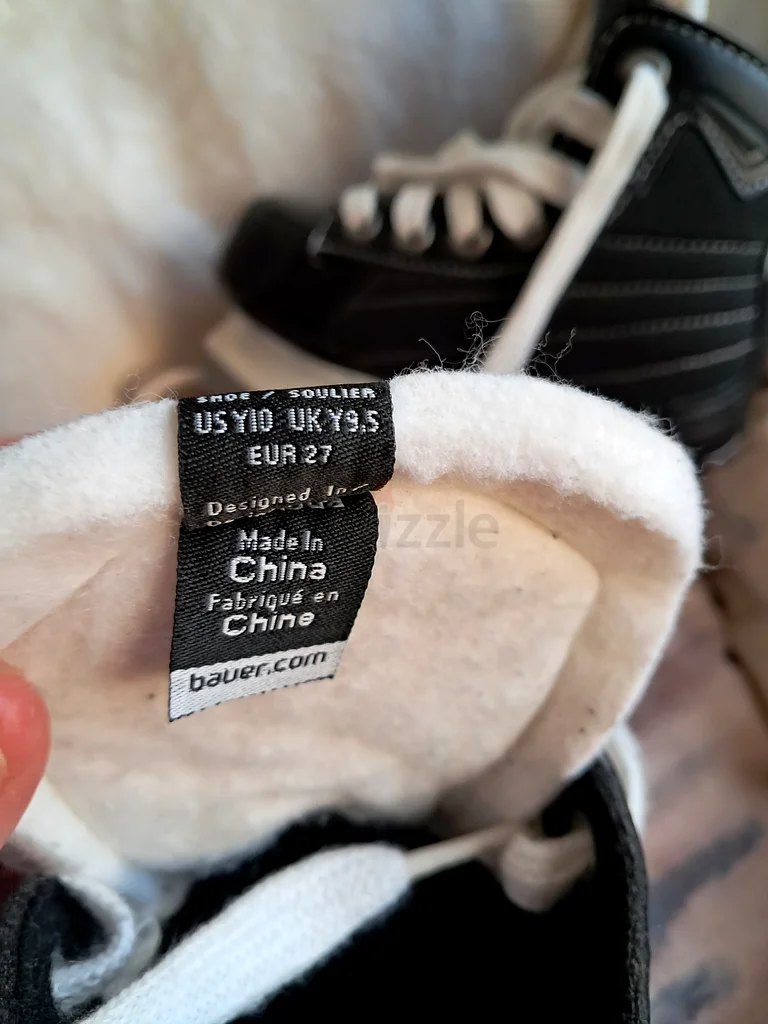 SHOE / SOULIER
US Y10 UK Y9.5
EUR 27
Designed In
Made In
China
Fabriqué en
Chine
bauer.com
izzle